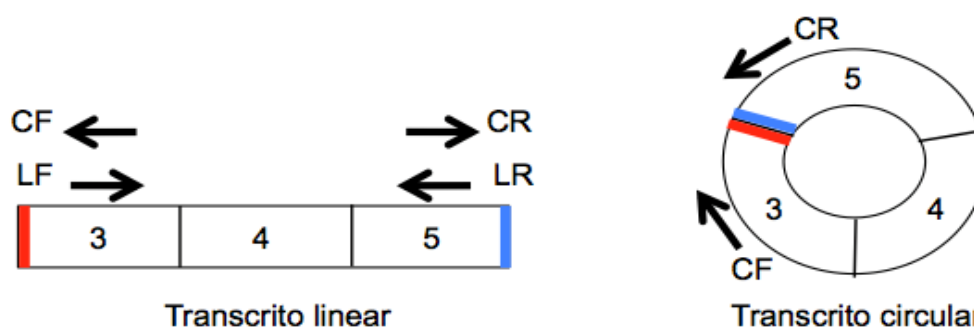 CF CR
LF LR
3 4 5
Transcrito linear
CR
5
3 4
CF
Transcrito circular